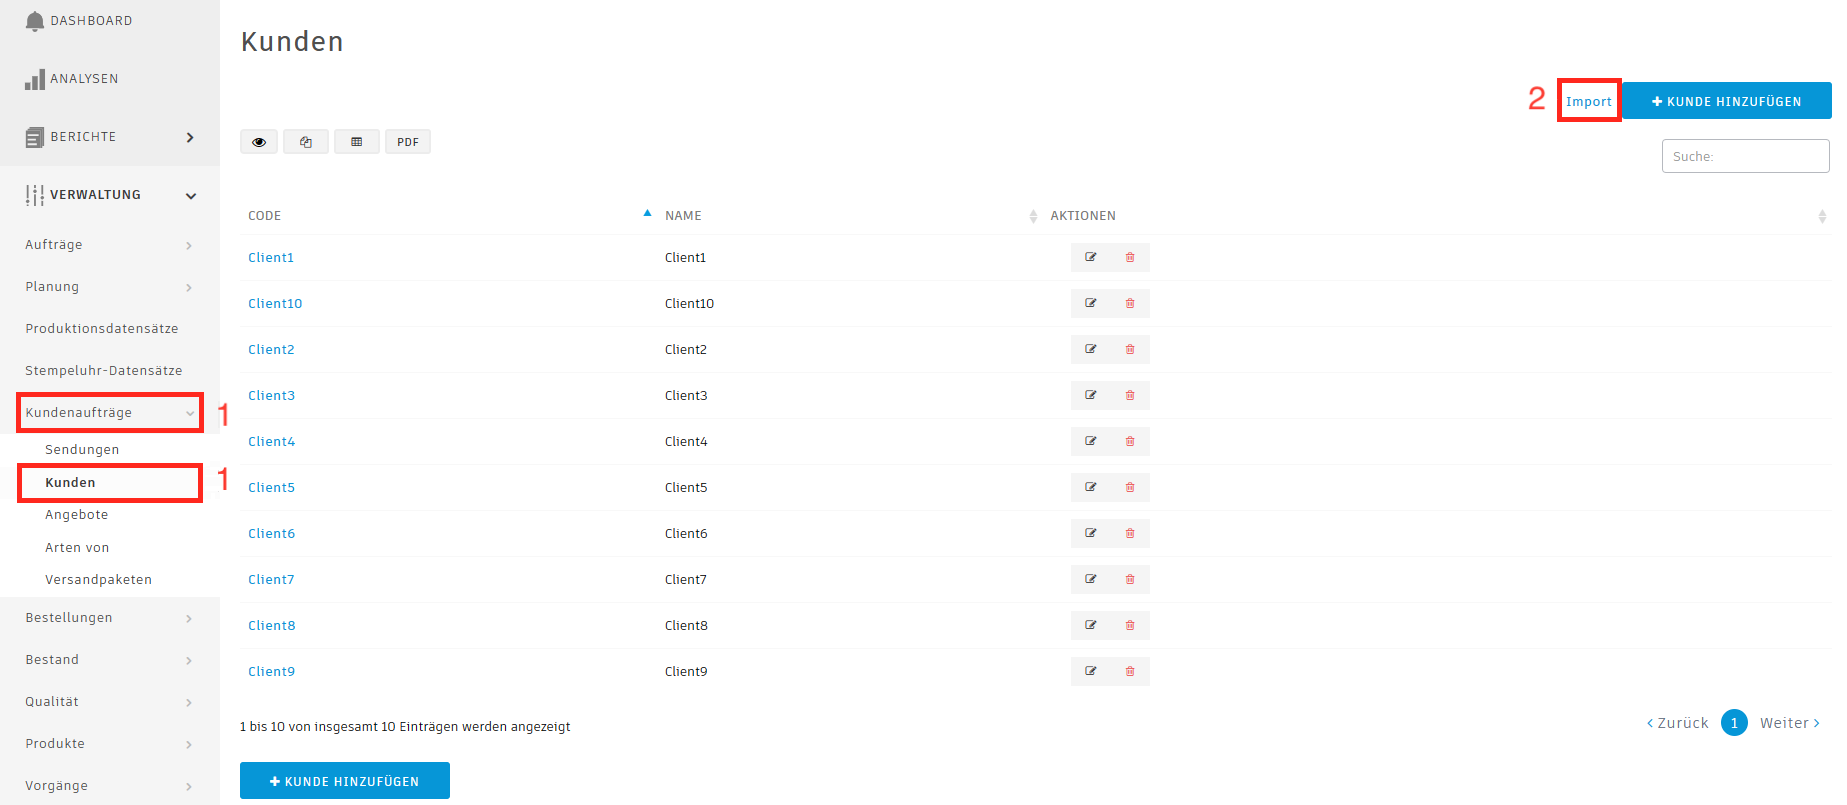 DASHBOARD
ANALYSEN
BERICHTE
VERWALTUNG
Aufträge
Planung
Produktionsdatensätze
Stempeluhr-Datensätze
Kundenaufträge 1
Sendungen
Kunden 1
Angebote
Arten von
Versandpaketen
Bestellungen
Bestand
Qualität
Produkte
Vorgänge
Kunden
2 Import KUNDE HINZUFÜGEN
PDF
Suche:
CODE NAME AKTIONEN
Client1 Client1
Client10 Client10
Client2 Client2
Client3 Client3
Client4 Client4
Client5 Client5
Client6 Client6
Client7 Client7
Client8 Client8
Client9 Client9
1 bis 10 von insgesamt 10 Einträgen werden angezeigt
Zurück 1 Weiter
KUNDE HINZUFÜGEN